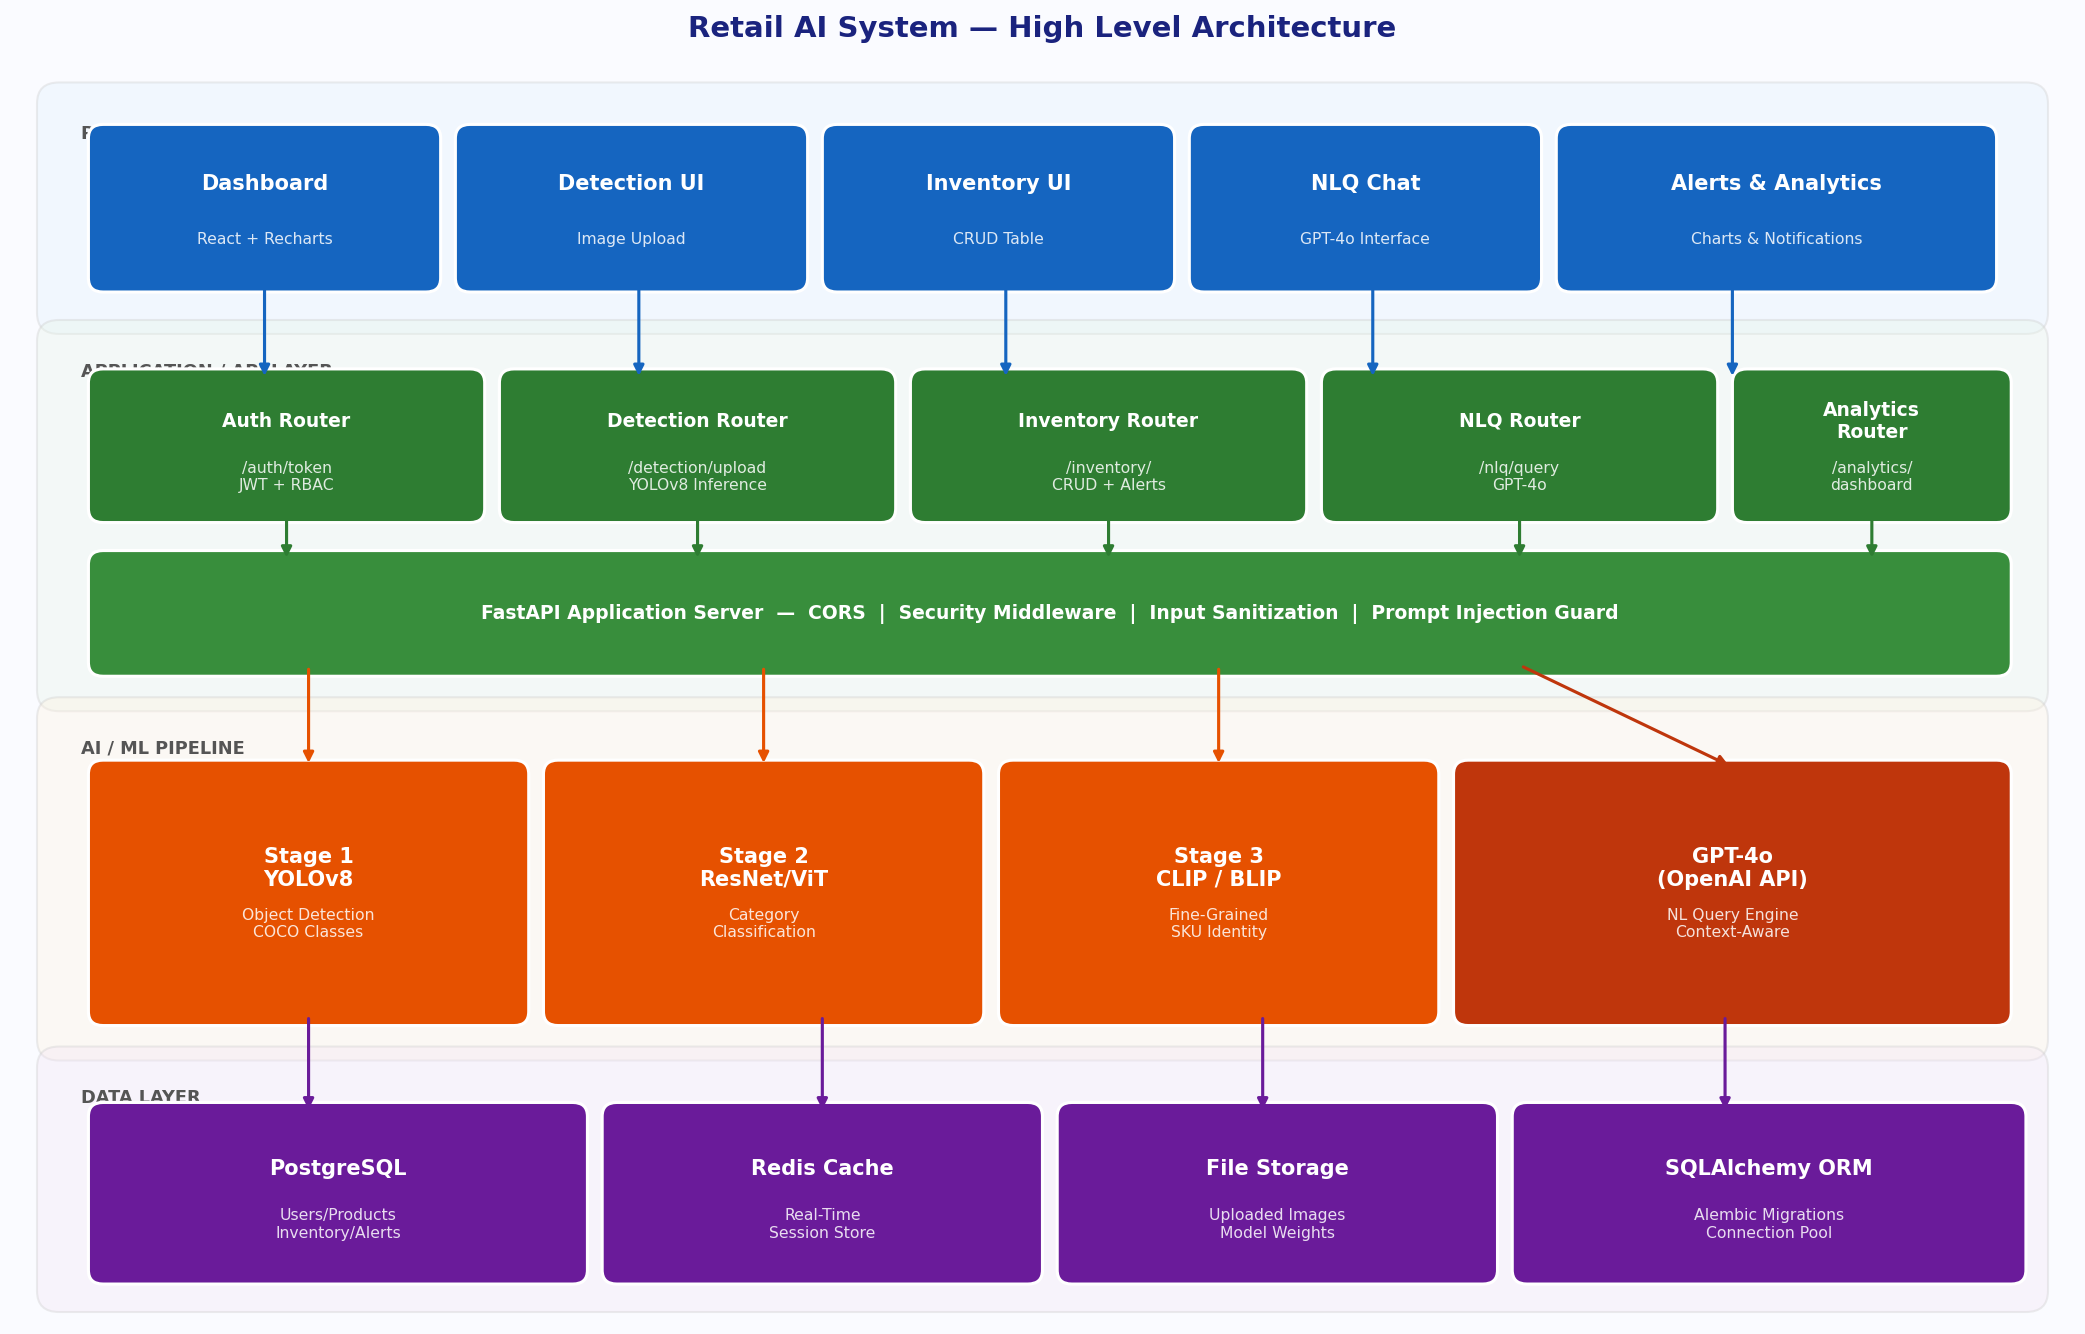 Retail AI System — High Level Architecture
Dashboard
React + Recharts
Detection UI
Image Upload
Inventory UI
CRUD Table
NLQ Chat
GPT-4o Interface
Alerts & Analytics
Charts & Notifications
APPLICATION / API LAYER
Auth Router
/auth/token
JWT + RBAC
Detection Router
/detection/upload
YOLOv8 Inference
Inventory Router
/inventory/
CRUD + Alerts
NLQ Router
/nlq/query
GPT-4o
Analytics
Router
/analytics/
dashboard
FastAPI Application Server — CORS | Security Middleware | Input Sanitization | Prompt Injection Guard
AI / ML PIPELINE
Stage 1
YOLOv8
Object Detection
COCO Classes
Stage 2
ResNet/ViT
Category
Classification
Stage 3
CLIP / BLIP
Fine-Grained
SKU Identity
GPT-4o
(OpenAI API)
NL Query Engine
Context-Aware
DATA LAYER
PostgreSQL
Users/Products
Inventory/Alerts
Redis Cache
Real-Time
Session Store
File Storage
Uploaded Images
Model Weights
SQLAlchemy ORM
Alembic Migrations
Connection Pool